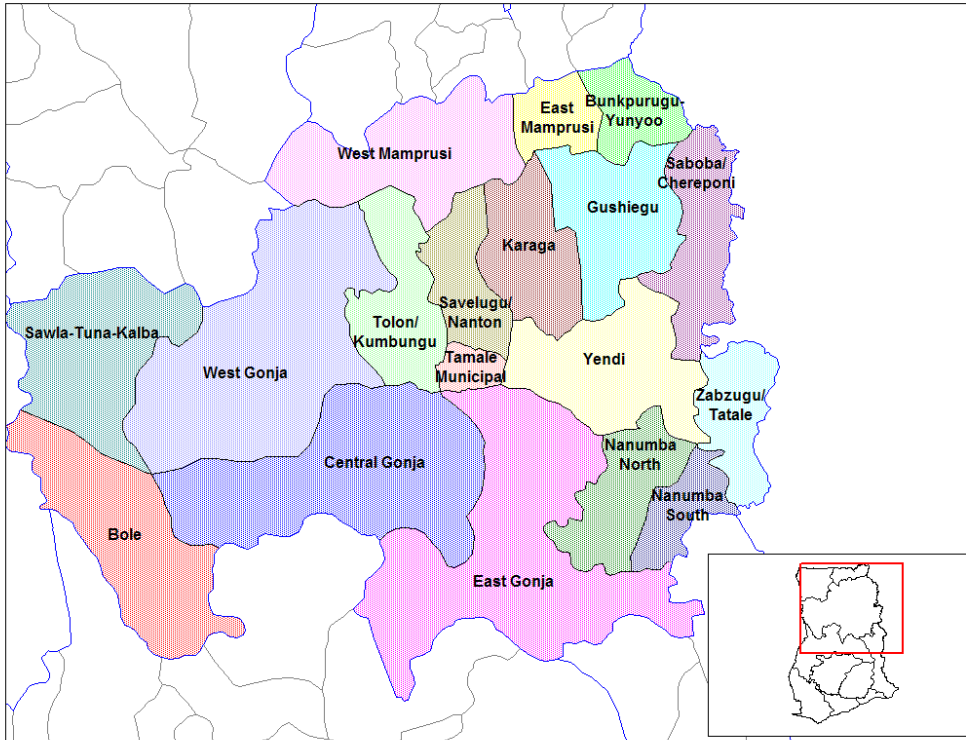 East
Mamprusi
Bunkpurugu-
Yunyoo
West Mamprusi
Saboba/
Chereponi
Gushiegu
Karaga
Savelugu/
Nanton
Tolon/
Kumbungu
Sawla-Tuna-Kalba
Tamale
Municipal
Yendi
West Gonja
Zabzugu/
Tatale
Nanumba
North
Central Gonja
Nanumba
South
Bole
East Gonja